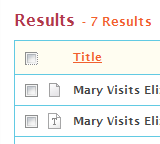 Results - 7 Results
Title
Mary Visits Eli
T Mary Visits Eli